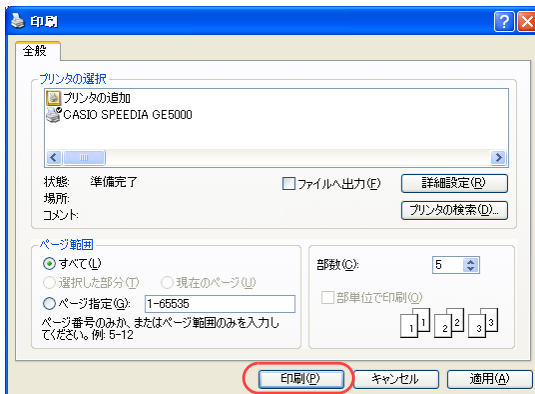 印刷
全般
プリンタの選択
プリンタの追加
CASIO SPEEDIA GE5000
状態: 準備完了
ファイルへ出力(F) 詳細設定(R)
場所:
コメント: プリンタの検索(D)...
ページ範囲
すべて(L)
選択した部分(T) 現在のページ(U)
ページ指定(G): 1-65535
ページ番号のみか、またはページ範囲のみを入力し
てください。例: 5-12
部数(C): 5
部単位で印刷(O)
1 1 2 2 3 3
印刷(P) キャンセル 適用(A)